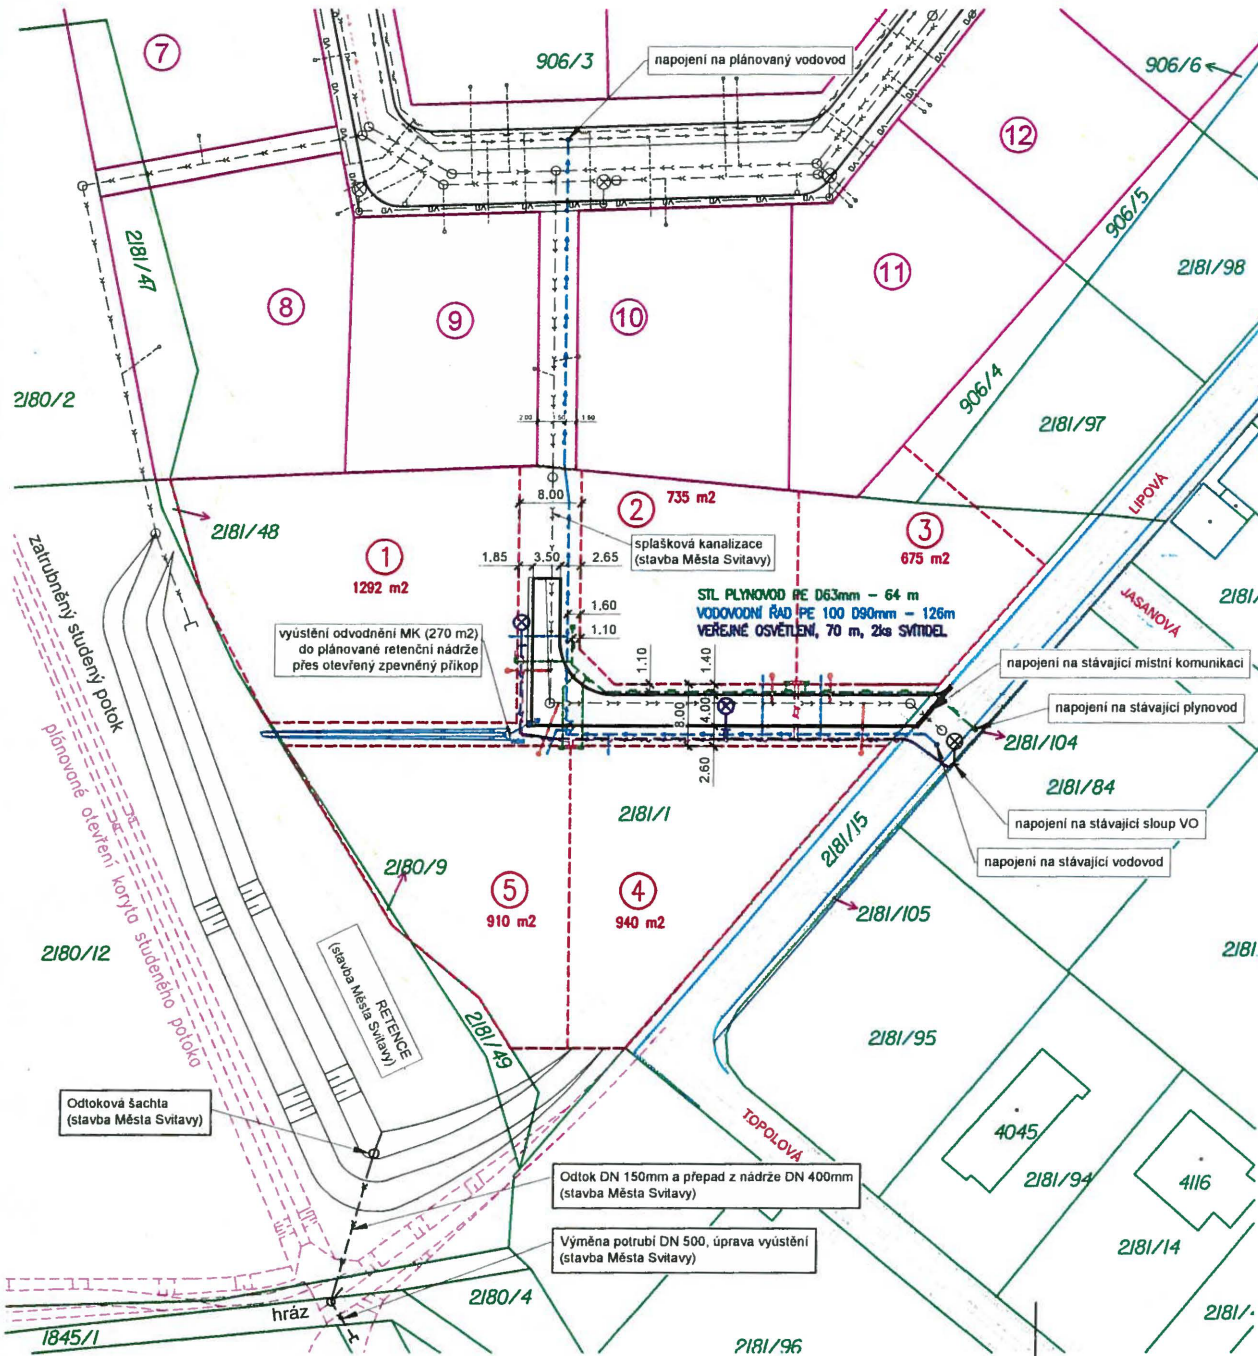 7
906/3
napojení na plánovaný vodovod
906/6
12
906/5
2181/47
8
9
10
11
2181/98
2180/2
906/4
2181/97
2.00
1.50
1.50
LIPOVÁ
8.00
2
735 m2
2181/48
1
1292 m2
3
675 m2
splašková kanalizace
(stavba Města Svitavy)
1.85
3.50
2.65
zatrubněný studený potok
JASANOVÁ
2181/
STL PLYNOVOD PE D63mm – 64 m
VODOVODNÍ ŘAD PE 100 D90mm – 126m
VEŘEJNÉ OSVĚTLENÍ, 70 m, 2ks SVÍTIDEL
1.60
1.10
vyústění odvodnění MK (270 m2)
do plánované retenční nádrže
přes otevřený zpevněný příkop
1.10
1.40
8.00
4.00
2.60
napojení na stávající místní komunikaci
napojení na stávající plynovod
2181/104
2181/84
napojení na stávající sloup VO
napojení na stávající vodovod
plánované otevření koryta studeného potoka
2181/1
2181/15
2180/9
5
910 m2
4
940 m2
2181/105
2180/12
2181
RETENCE
(stavba Města Svitavy)
2181/49
2181/95
Odtoková šachta
(stavba Města Svitavy)
TOPOLOVÁ
4045
2181/94
4116
Odtok DN 150mm a přepad z nádrže DN 400mm
(stavba Města Svitavy)
Výměna potrubí DN 500, úprava vyústění
(stavba Města Svitavy)
2181/14
2180/4
hráz
1845/1
2181/96
2181/